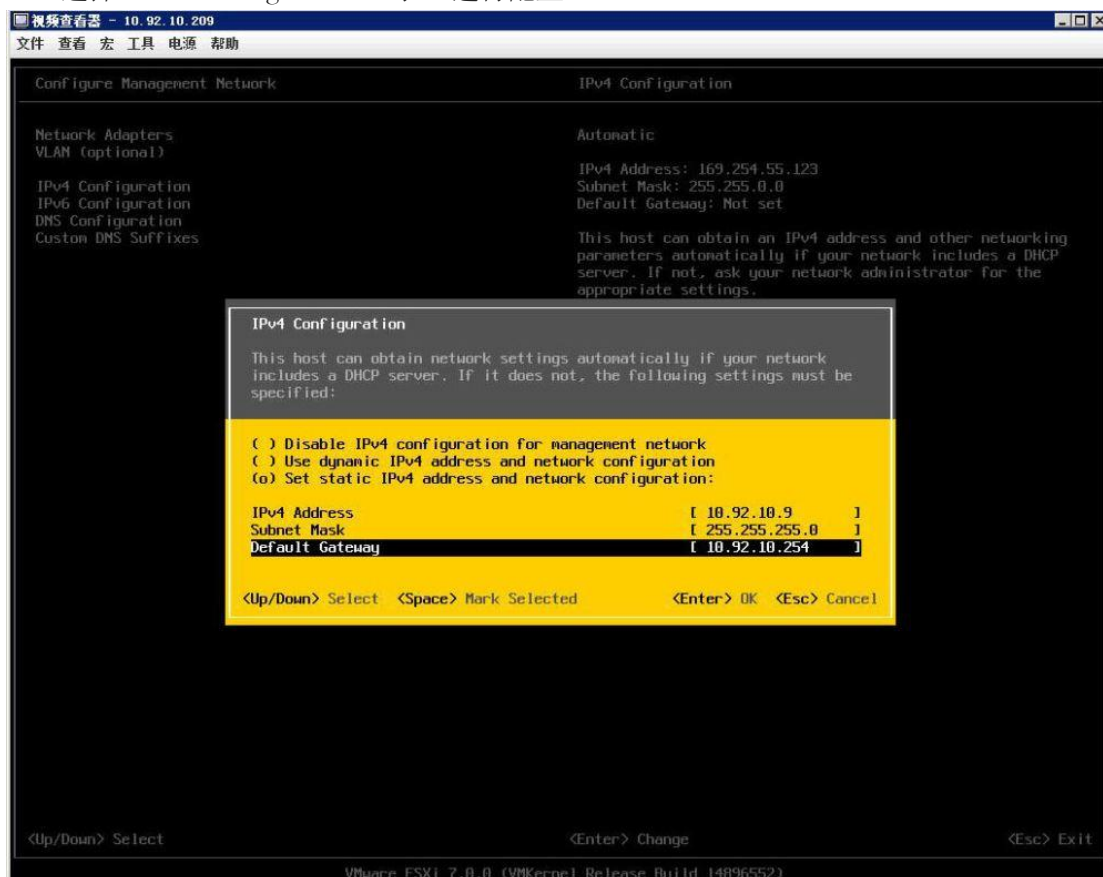 视频查看器 - 10.92.10.209
文件 查看 宏 工具 电源 帮助
Configure Management Network
IPv4 Configuration
Network Adapters
VLAN (optional)
IPv4 Configuration
IPv6 Configuration
DNS Configuration
Custom DNS Suffixes
Automatic
IPv4 Address: 169.254.55.123
Subnet Mask: 255.255.0.0
Default Gateway: Not set
This host can obtain an IPv4 address and other networking
parameters automatically if your network includes a DHCP
server. If not, ask your network administrator for the
appropriate settings.
IPv4 Configuration
This host can obtain network settings automatically if your network
includes a DHCP server. If it does not, the following settings must be
specified:
( ) Disable IPv4 configuration for management network
( ) Use dynamic IPv4 address and network configuration
(o) Set static IPv4 address and network configuration:
IPv4 Address [ 10.92.10.9 ]
Subnet Mask [ 255.255.255.0 ]
Default Gateway [ 10.92.10.254 ]
<Up/Down> Select <Space> Mark Selected <Enter> OK <Esc> Cancel
<Up/Down> Select <Enter> Change <Esc> Exit
VMware ESXi 7.0.0 (VMKernel Release Build 14896552)